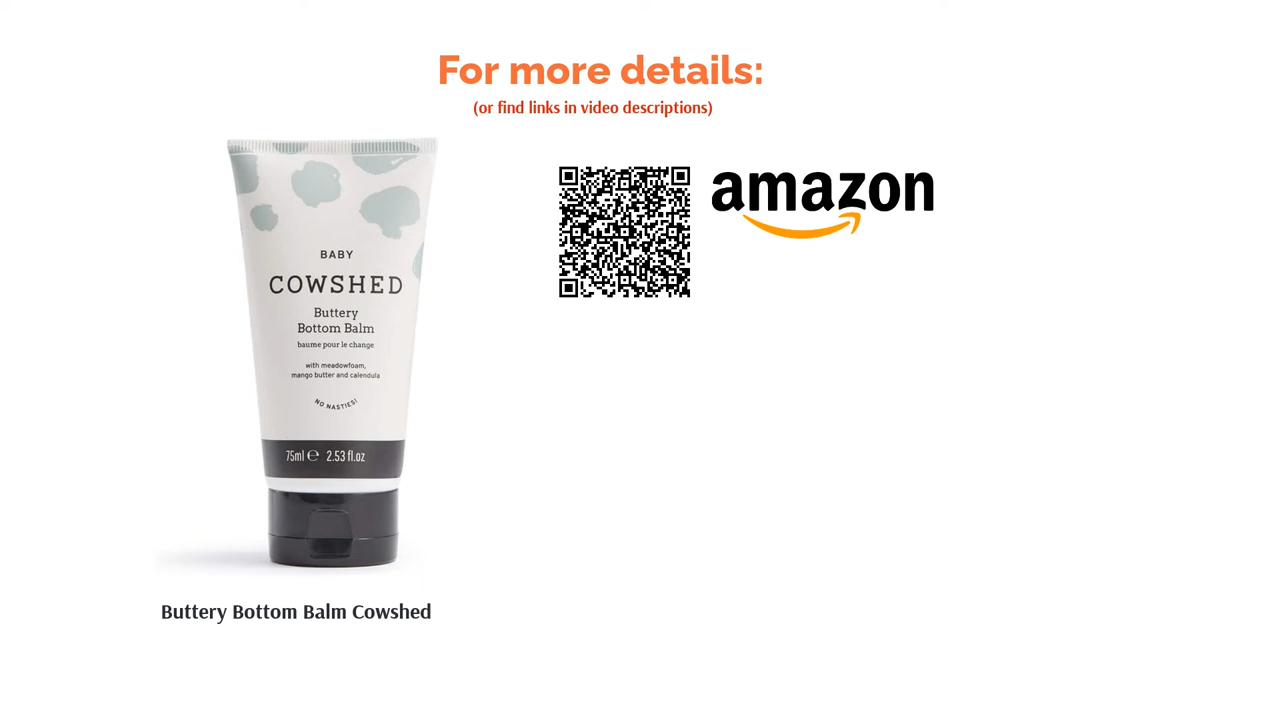 For more details:
(or find links in video descriptions)
amazon
BABY
COWSHED
Buttery
Bottom Balm
baume pour le change
with meadowfoam,
mango butter and calendula
NO NASTIES!
75ml ℮ 2.53 fl.oz
Buttery Bottom Balm Cowshed